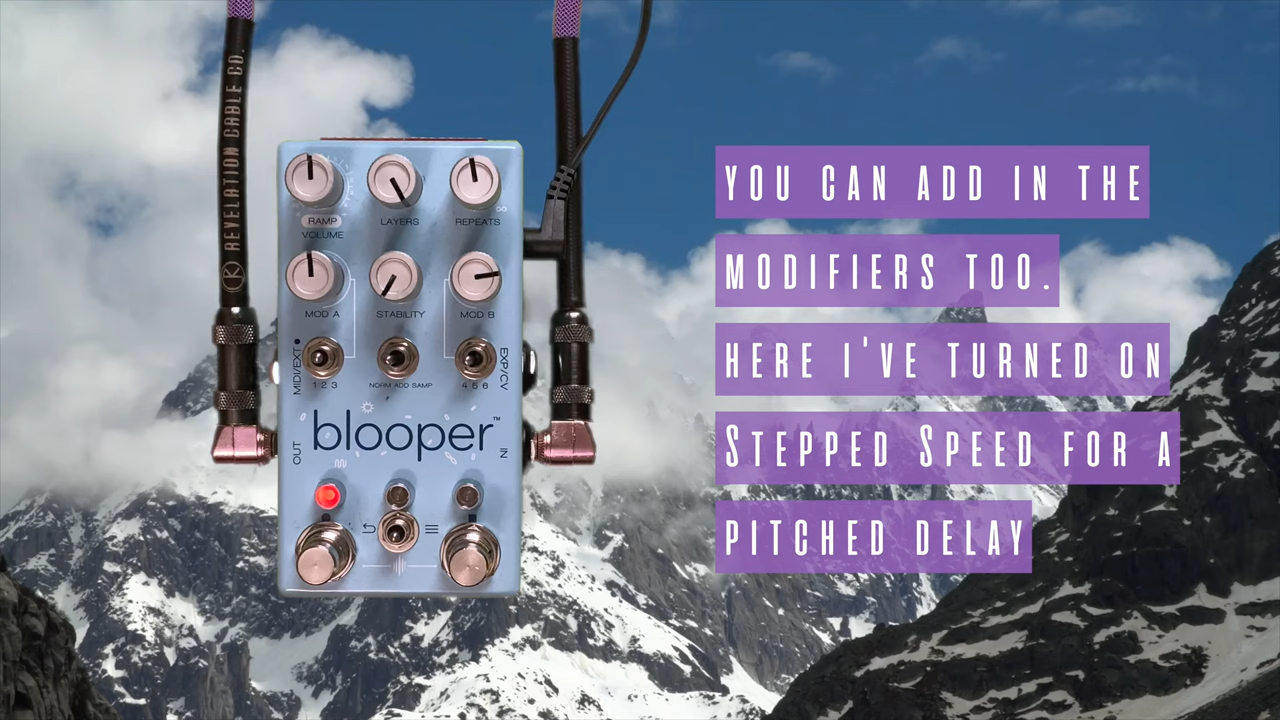 REVELATION CABLE CO.
RAMP
VOLUME
LAYERS
REPEATS
∞
MOD A
STABILITY
MOD B
MIDI/EXT
EXP/CV
1 2 3
NORM ADD SAMP
4 5 6
blooper™
OUT
IN
YOU CAN ADD IN THE
MODIFIERS TOO.
HERE I'VE TURNED ON
STEPPED SPEED FOR A
PITCHED DELAY